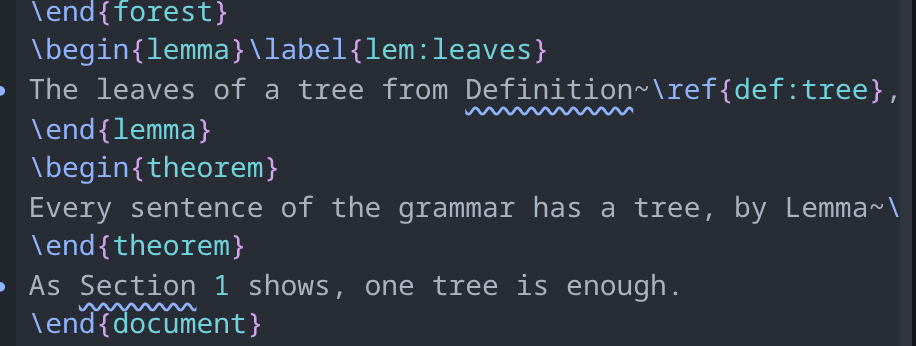 \end{forest}
\begin{lemma}\label{lem:leaves}
The leaves of a tree from Definition~\ref{def:tree},
\end{lemma}
\begin{theorem}
Every sentence of the grammar has a tree, by Lemma~\
\end{theorem}
As Section 1 shows, one tree is enough.
\end{document}